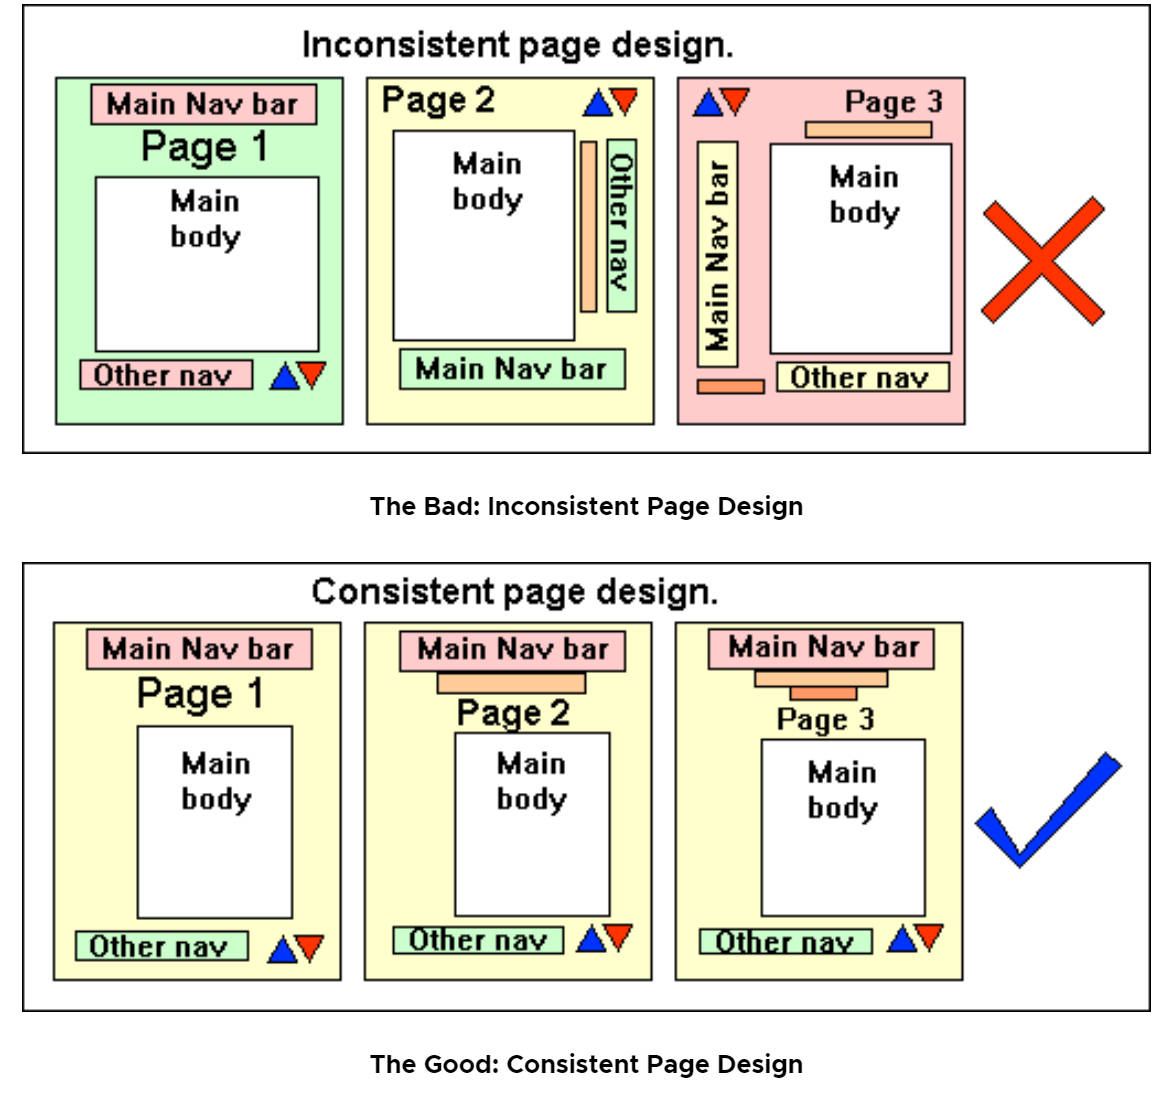 Inconsistent page design.
Main Nav bar
Page 1
Main
body
Other nav
Page 2
Main
body
Other nav
Main Nav bar
Page 3
Main Nav bar
Main
body
Other nav
The Bad: Inconsistent Page Design
Consistent page design.
Main Nav bar
Page 1
Main
body
Other nav
Main Nav bar
Page 2
Main
body
Other nav
Main Nav bar
Page 3
Main
body
Other nav
The Good: Consistent Page Design